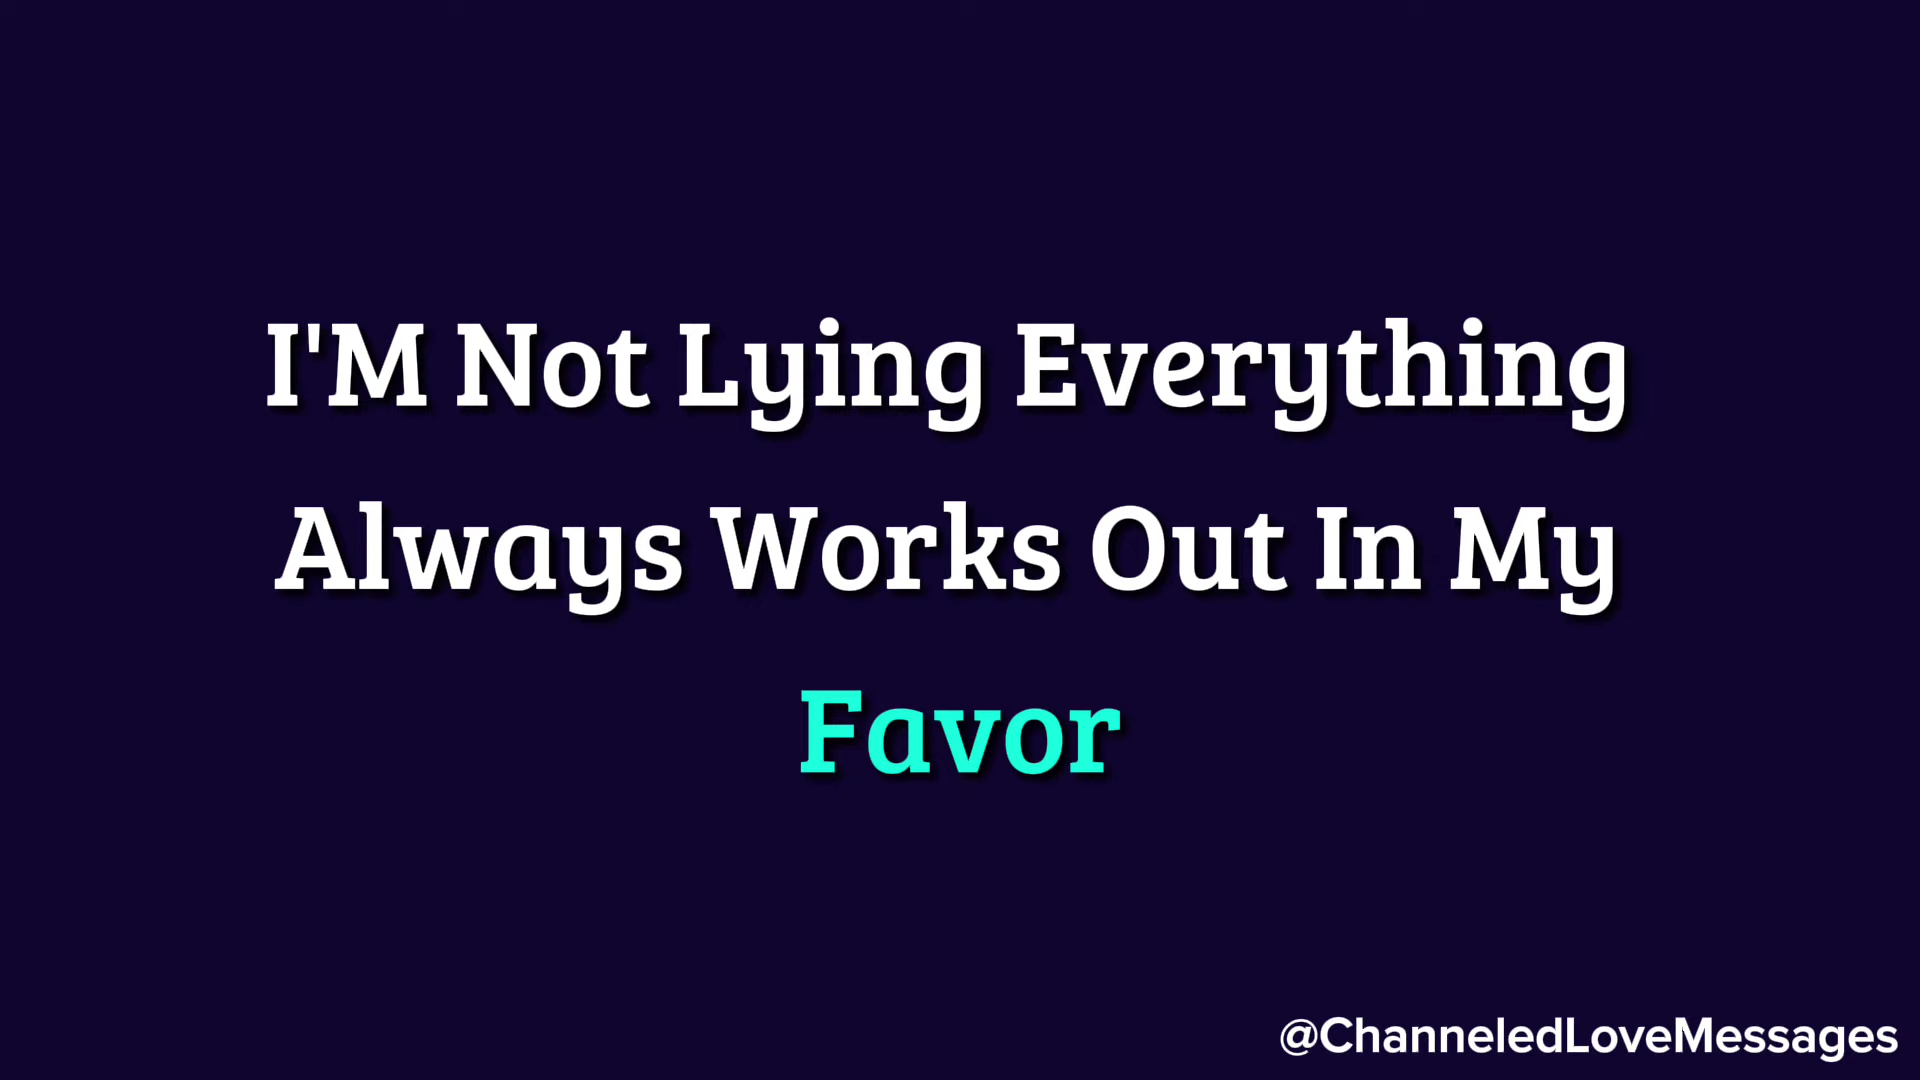 I'M Not Lying Everything
Always Works Out In My
Favor
@ChanneledLoveMessages